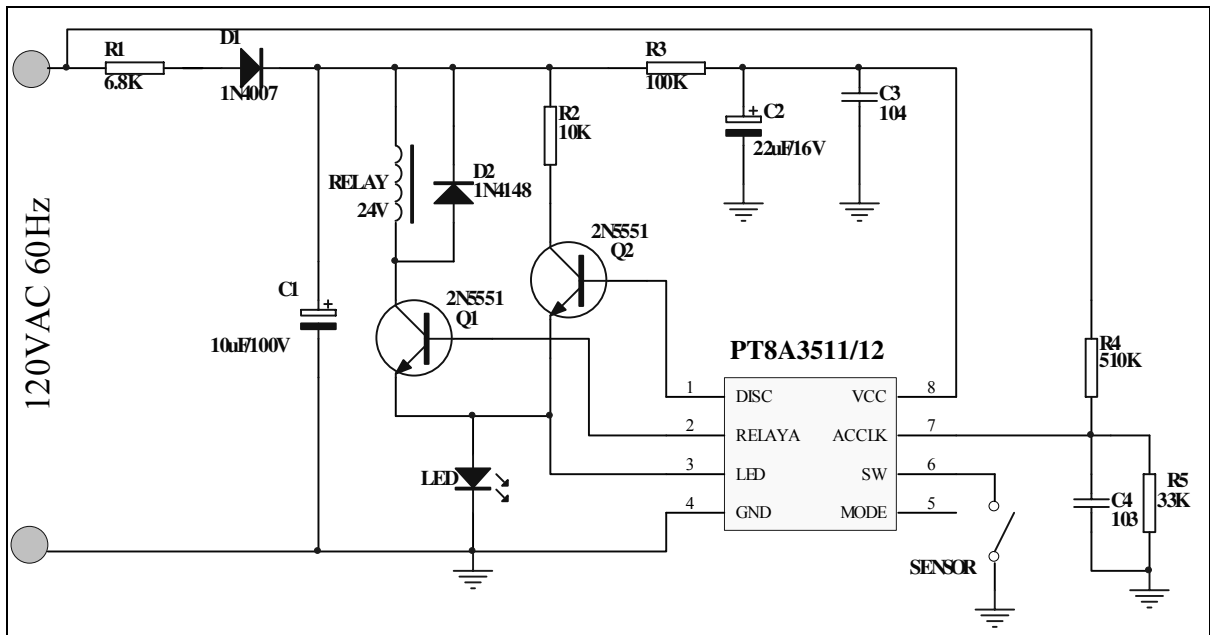 120VAC 60Hz
R1
6.8K
D1
1N4007
C1
10uF/100V
RELAY
24V
D2
1N4148
R2
10K
2N5551
Q2
2N5551
Q1
LED
R3
100K
C2
22uF/16V
C3
104
PT8A3511/12
1 DISC VCC 8
2 RELAYA ACCLK 7
3 LED SW 6
4 GND MODE 5
SENSOR
R4
510K
C4
103
R5
33K